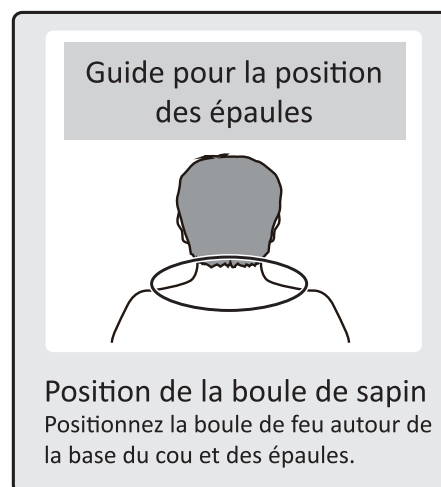 Guide pour la position
des épaules
Position de la boule de sapin
Positionnez la boule de feu autour de
la base du cou et des épaules.